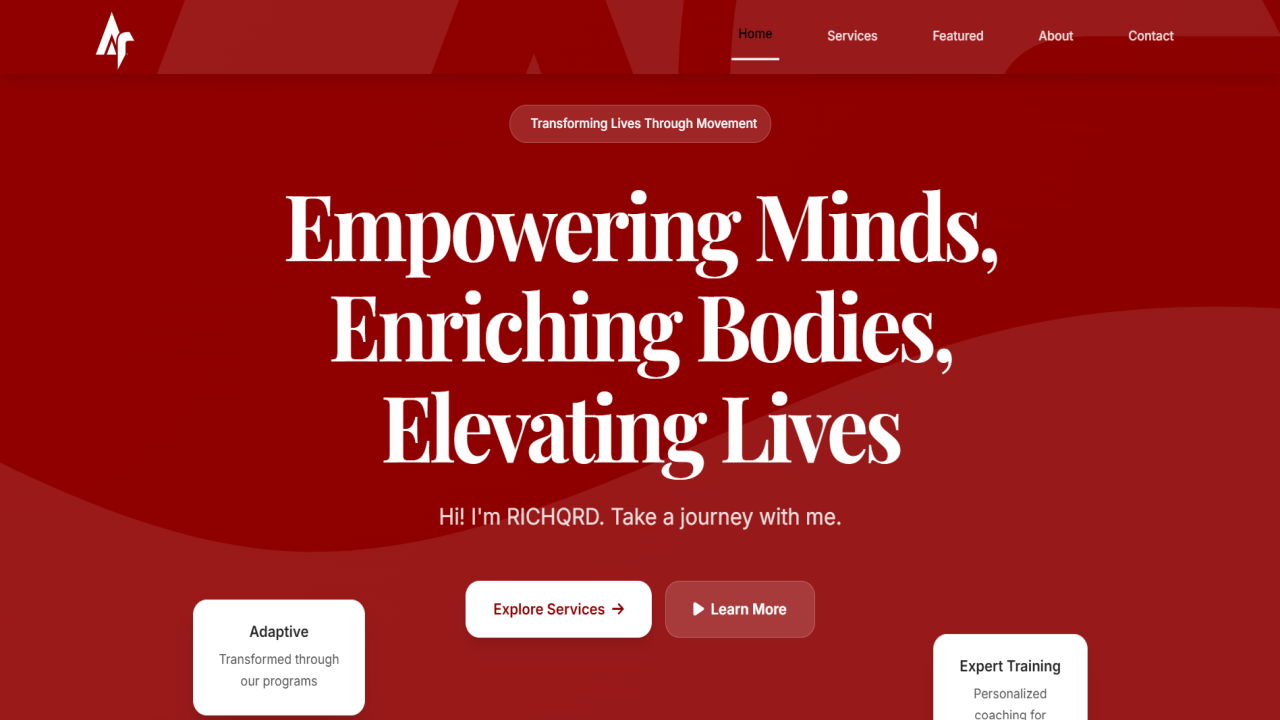 Home
Services
Featured
About
Contact
Transforming Lives Through Movement
Empowering Minds,
Enriching Bodies,
Elevating Lives
Hi! I'm RICHQRD. Take a journey with me.
Explore Services →
Learn More
Adaptive
Transformed through
our programs
Expert Training
Personalized
coaching for